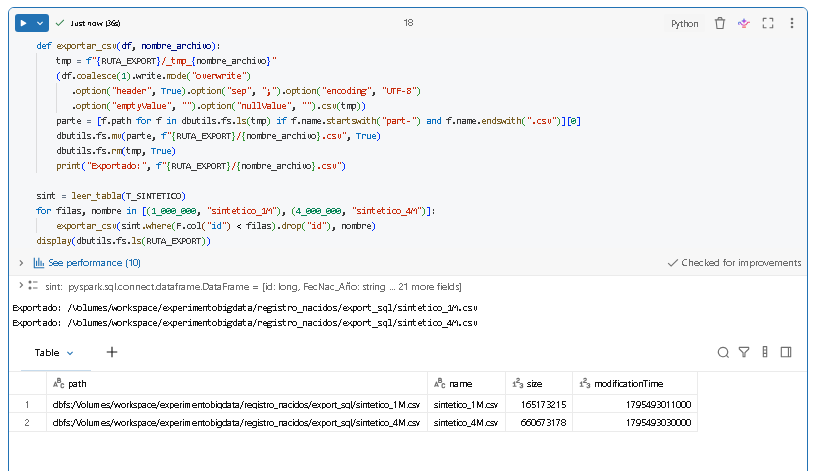 Just now (36s)
18
Python
def exportar_csv(df, nombre_archivo):
tmp = f"{RUTA_EXPORT}/_tmp_{nombre_archivo}"
(df.coalesce(1).write.mode("overwrite")
.option("header", True).option("sep", ";").option("encoding", "UTF-8")
.option("emptyValue", "").option("nullValue", "").csv(tmp))
parte = [f.path for f in dbutils.fs.ls(tmp) if f.name.startswith("part-") and f.name.endswith(".csv")][0]
dbutils.fs.mv(parte, f"{RUTA_EXPORT}/{nombre_archivo}.csv", True)
dbutils.fs.rm(tmp, True)
print("Exportado:", f"{RUTA_EXPORT}/{nombre_archivo}.csv")
sint = leer_tabla(T_SINTETICO)
for filas, nombre in [(1_000_000, "sintetico_1M"), (4_000_000, "sintetico_4M")]:
exportar_csv(sint.where(F.col("id") < filas).drop("id"), nombre)
display(dbutils.fs.ls(RUTA_EXPORT))
See performance (10)
Checked for improvements
sint: pyspark.sql.connect.dataframe.DataFrame = [id: long, FecNac_Año: string ... 21 more fields]
Exportado: /Volumes/workspace/experimentobigdata/registro_nacidos/export_sql/sintetico_1M.csv
Exportado: /Volumes/workspace/experimentobigdata/registro_nacidos/export_sql/sintetico_4M.csv
Table
path name size modificationTime
1 dbfs:/Volumes/workspace/experimentobigdata/registro_nacidos/export_sql/sintetico_1M.csv sintetico_1M.csv 165173215 1795493011000
2 dbfs:/Volumes/workspace/experimentobigdata/registro_nacidos/export_sql/sintetico_4M.csv sintetico_4M.csv 660673178 1795493030000